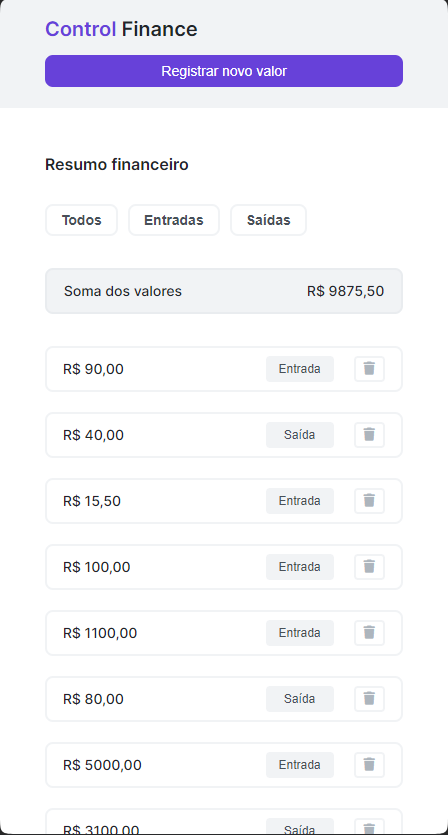 Control Finance
Registrar novo valor
Resumo financeiro
Todos Entradas Saídas
Soma dos valores R$ 9875,50
R$ 90,00 Entrada
R$ 40,00 Saída
R$ 15,50 Entrada
R$ 100,00 Entrada
R$ 1100,00 Entrada
R$ 80,00 Saída
R$ 5000,00 Entrada
R$ 3100,00 Saída